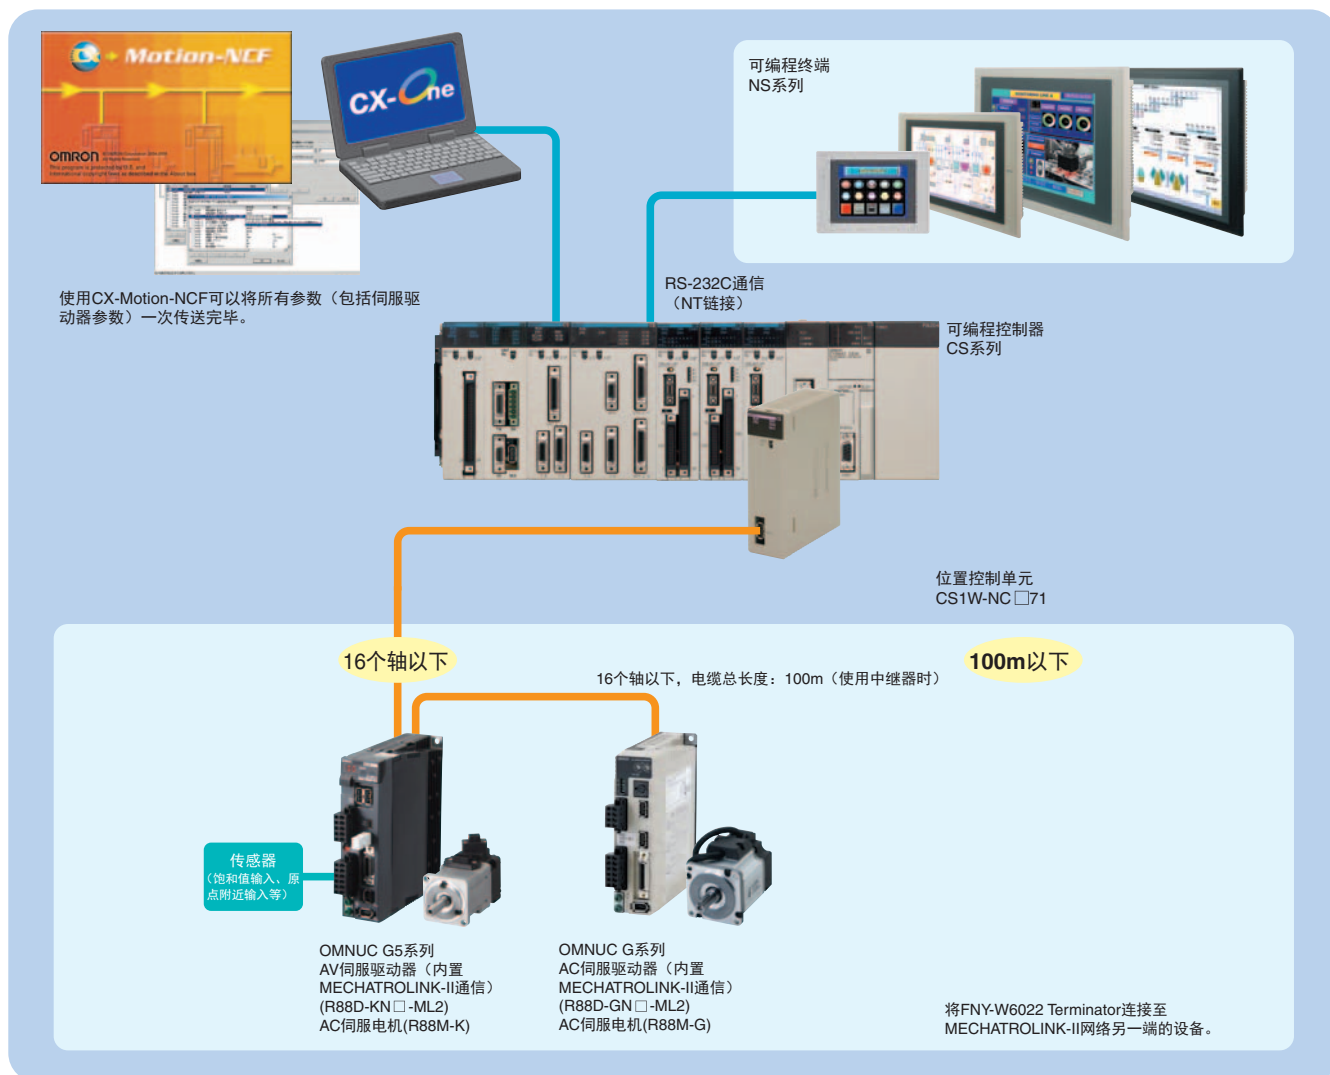 CX-Motion-NCF
OMRON
CX-One
可编程终端
NS系列
使用CX-Motion-NCF可以将所有参数（包括伺服驱
动器参数）一次传送完毕。
RS-232C通信
（NT链接）
可编程控制器
CS系列
位置控制单元
CS1W-NC□71
16个轴以下
100m以下
16个轴以下，电缆总长度：100m（使用中继器时）
传感器
（饱和值输入、原
点附近输入等）
OMNUC G5系列
AV伺服驱动器（内置
MECHATROLINK-II通信）
(R88D-KN□-ML2)
AC伺服电机(R88M-K)
OMNUC G系列
AC伺服驱动器（内置
MECHATROLINK-II通信）
(R88D-GN□-ML2)
AC伺服电机(R88M-G)
将FNY-W6022 Terminator连接至
MECHATROLINK-II网络另一端的设备。